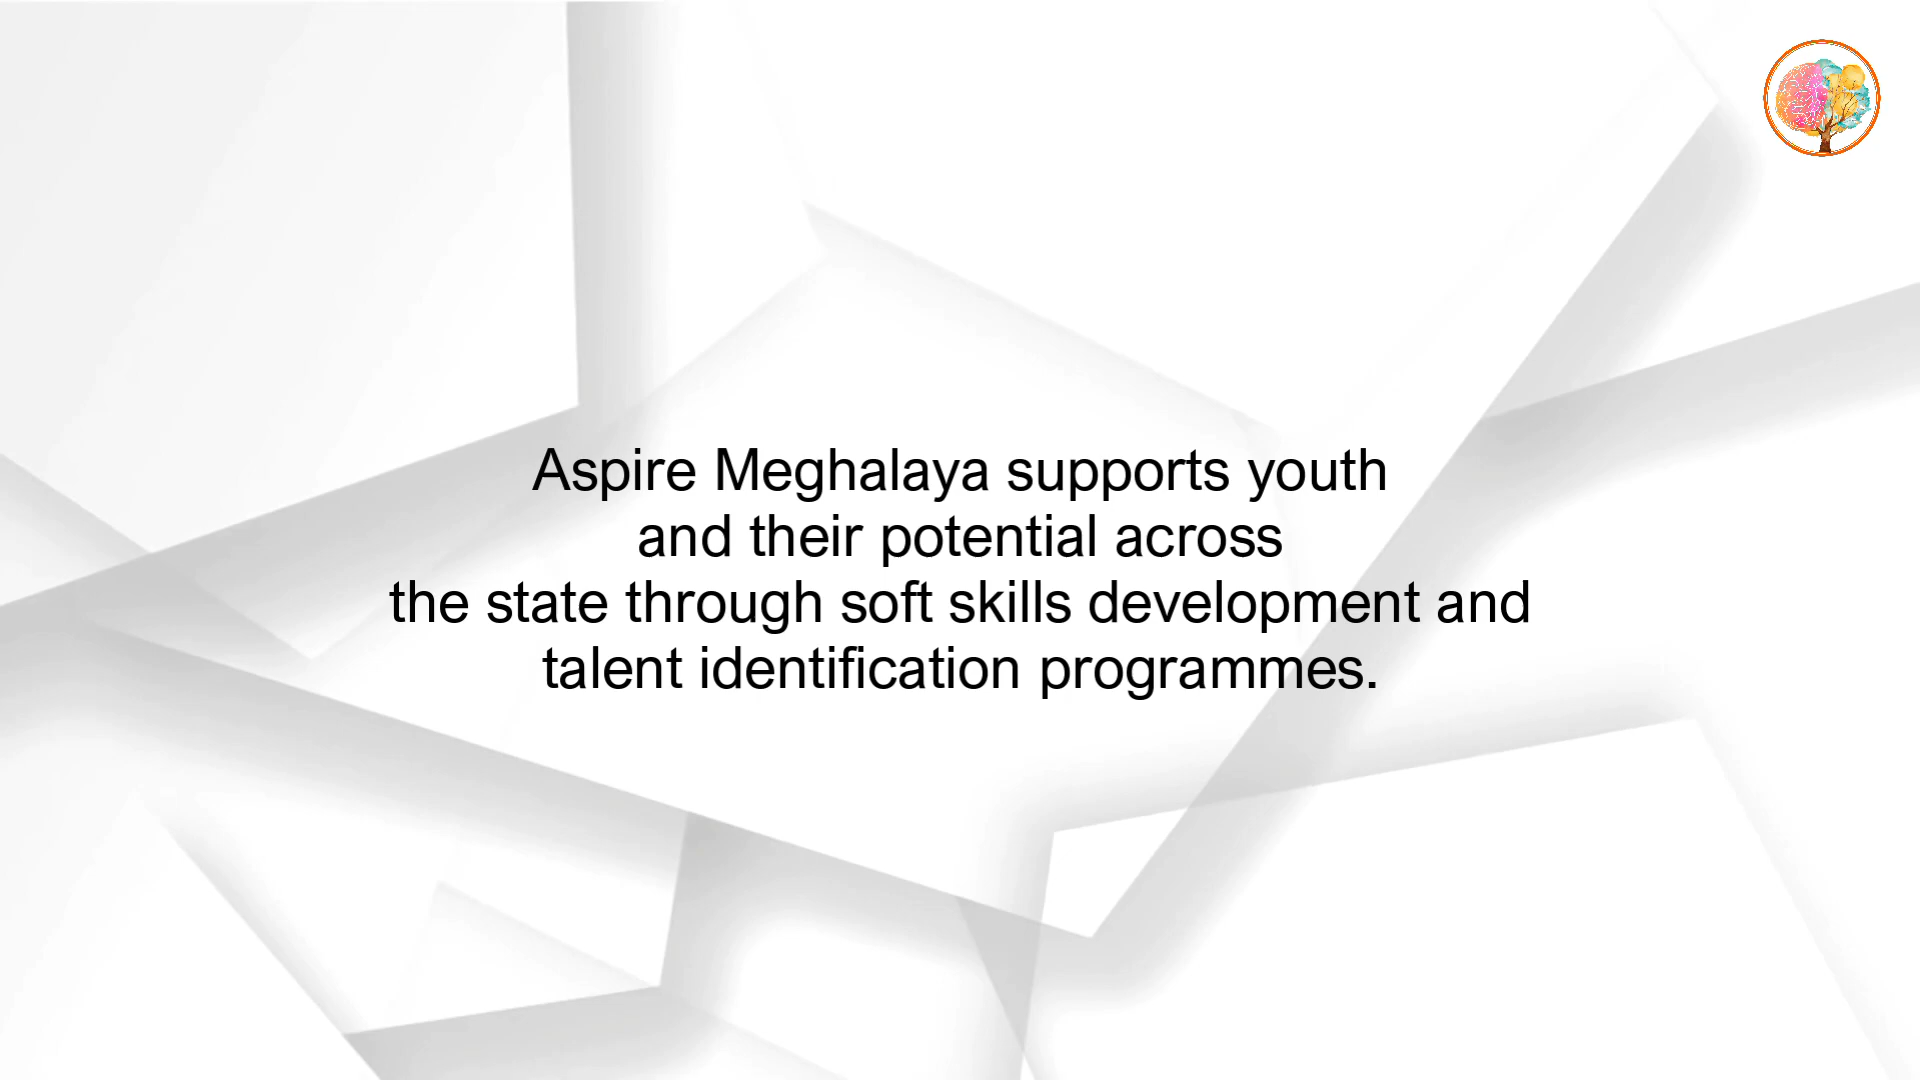 Aspire Meghalaya supports youth
and their potential across
the state through soft skills development and
talent identification programmes.